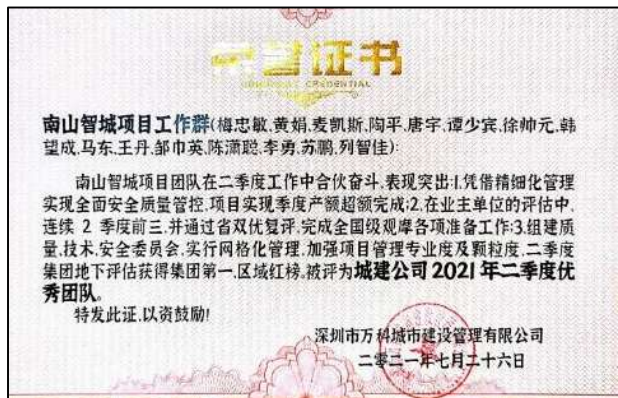 荣誉证书
CREDENTIAL
南山智城项目工作群(梅忠敏.黄娟.麦凯斯.陶平.唐宇.谭少宾.徐帅元.韩
望成.马东.王丹.邹巾英.陈潇聪.李勇.苏鹏.列智佳):
南山智城项目团队在二季度工作中合伙奋斗,表现突出:1.凭借精细化管理
实现全面安全质量管控,项目实现季度产额超额完成;2.在业主单位的评估中,
连续 2 季度前三,并通过省双优复评,完成全国级观摩各项准备工作;3.组建质
量,技术,安全委员会,实行网格化管理,加强项目管理专业度及颗粒度,二季度
集团地下评估获得集团第一,区域红榜,被评为城建公司2021年二季度优
秀团队。
特发此证,以资鼓励!
深圳市万科城市建设管理有限公司
二零二一年七月二十六日